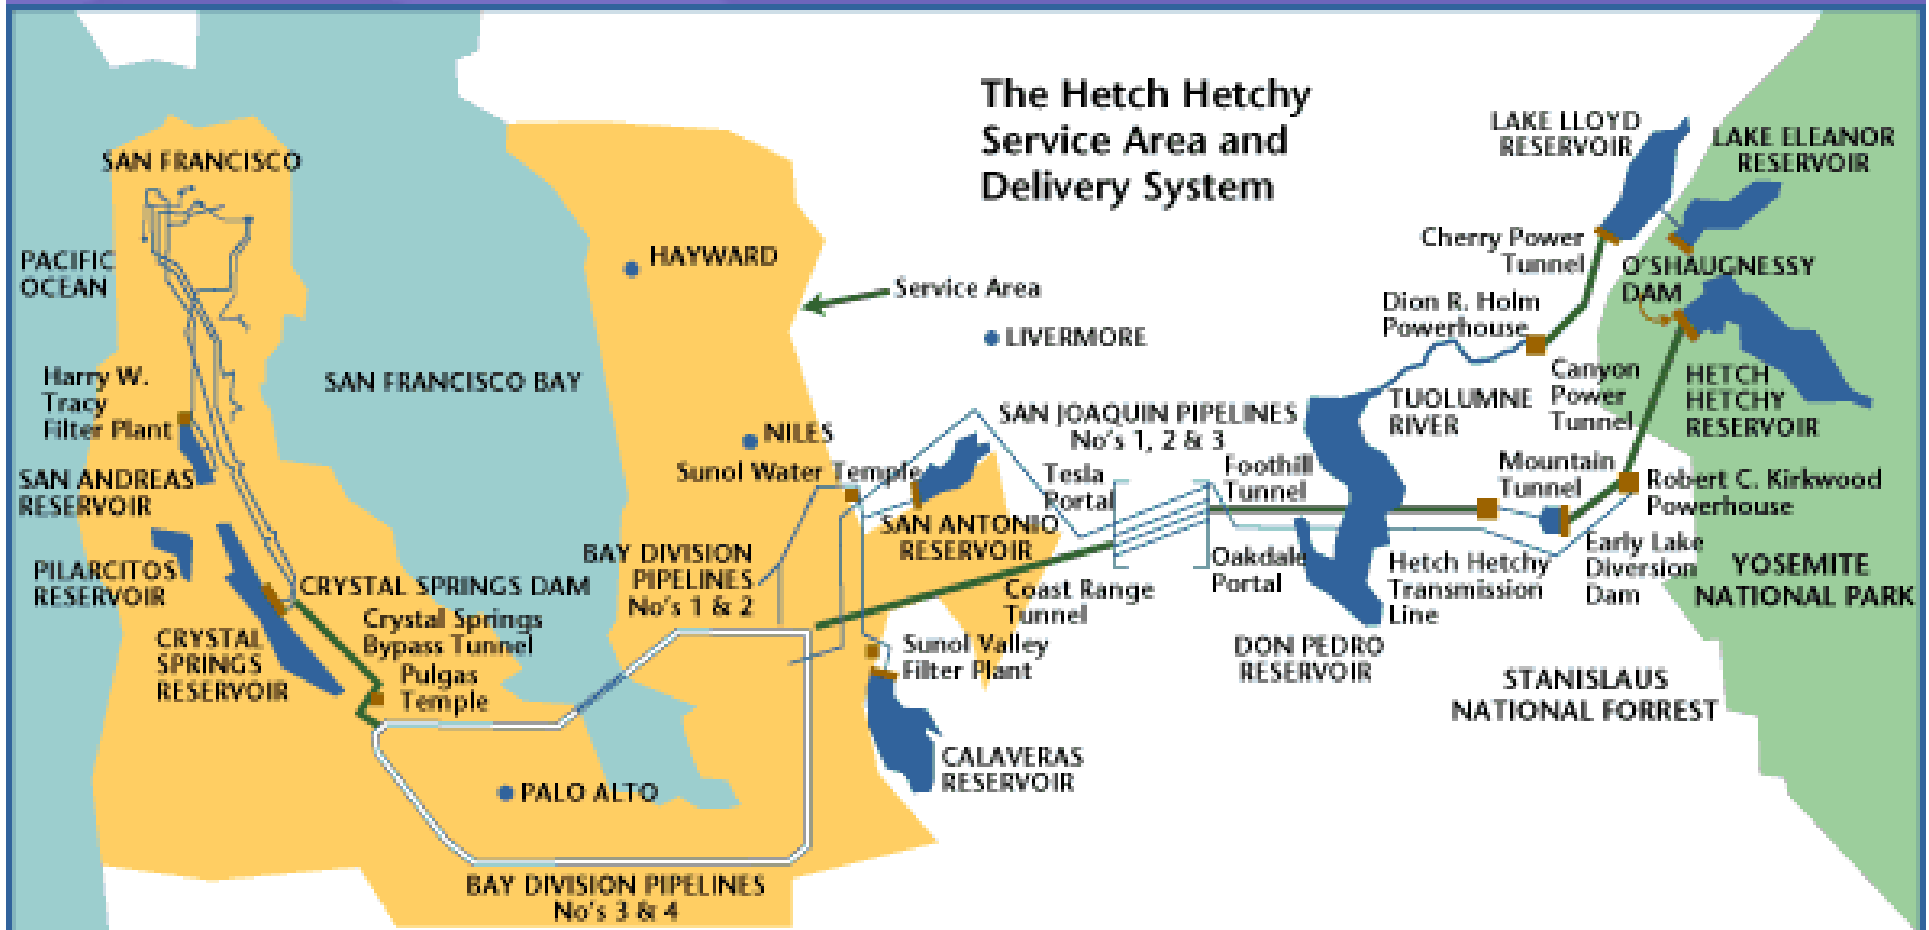 The Hetch Hetchy
Service Area and
Delivery System
SAN FRANCISCO
PACIFIC
OCEAN
Harry W.
Tracy
Filter Plant
SAN ANDREAS
RESERVOIR
PILARCITOS
RESERVOIR
CRYSTAL
SPRINGS
RESERVOIR
CRYSTAL SPRINGS DAM
Crystal Springs
Bypass Tunnel
Pulgas
Temple
SAN FRANCISCO BAY
PALO ALTO
BAY DIVISION PIPELINES
No's 3 & 4
HAYWARD
Service Area
LIVERMORE
NILES
Sunol Water Temple
BAY DIVISION
PIPELINES
No's 1 & 2
SAN ANTONIO
RESERVOIR
SAN JOAQUIN PIPELINES
No's 1, 2 & 3
Tesla
Portal
Coast Range
Tunnel
Sunol Valley
Filter Plant
CALAVERAS
RESERVOIR
Foothill
Tunnel
Oakdale
Portal
DON PEDRO
RESERVOIR
LAKE LLOYD
RESERVOIR
LAKE ELEANOR
RESERVOIR
Cherry Power
Tunnel
O'SHAUGNESSY
DAM
Dion R. Holm
Powerhouse
TUOLUMNE
RIVER
Canyon
Power
Tunnel
HETCH
HETCHY
RESERVOIR
Mountain
Tunnel
Robert C. Kirkwood
Powerhouse
Hetch Hetchy
Transmission
Line
Early Lake
Diversion
Dam
YOSEMITE
NATIONAL PARK
STANISLAUS
NATIONAL FORREST